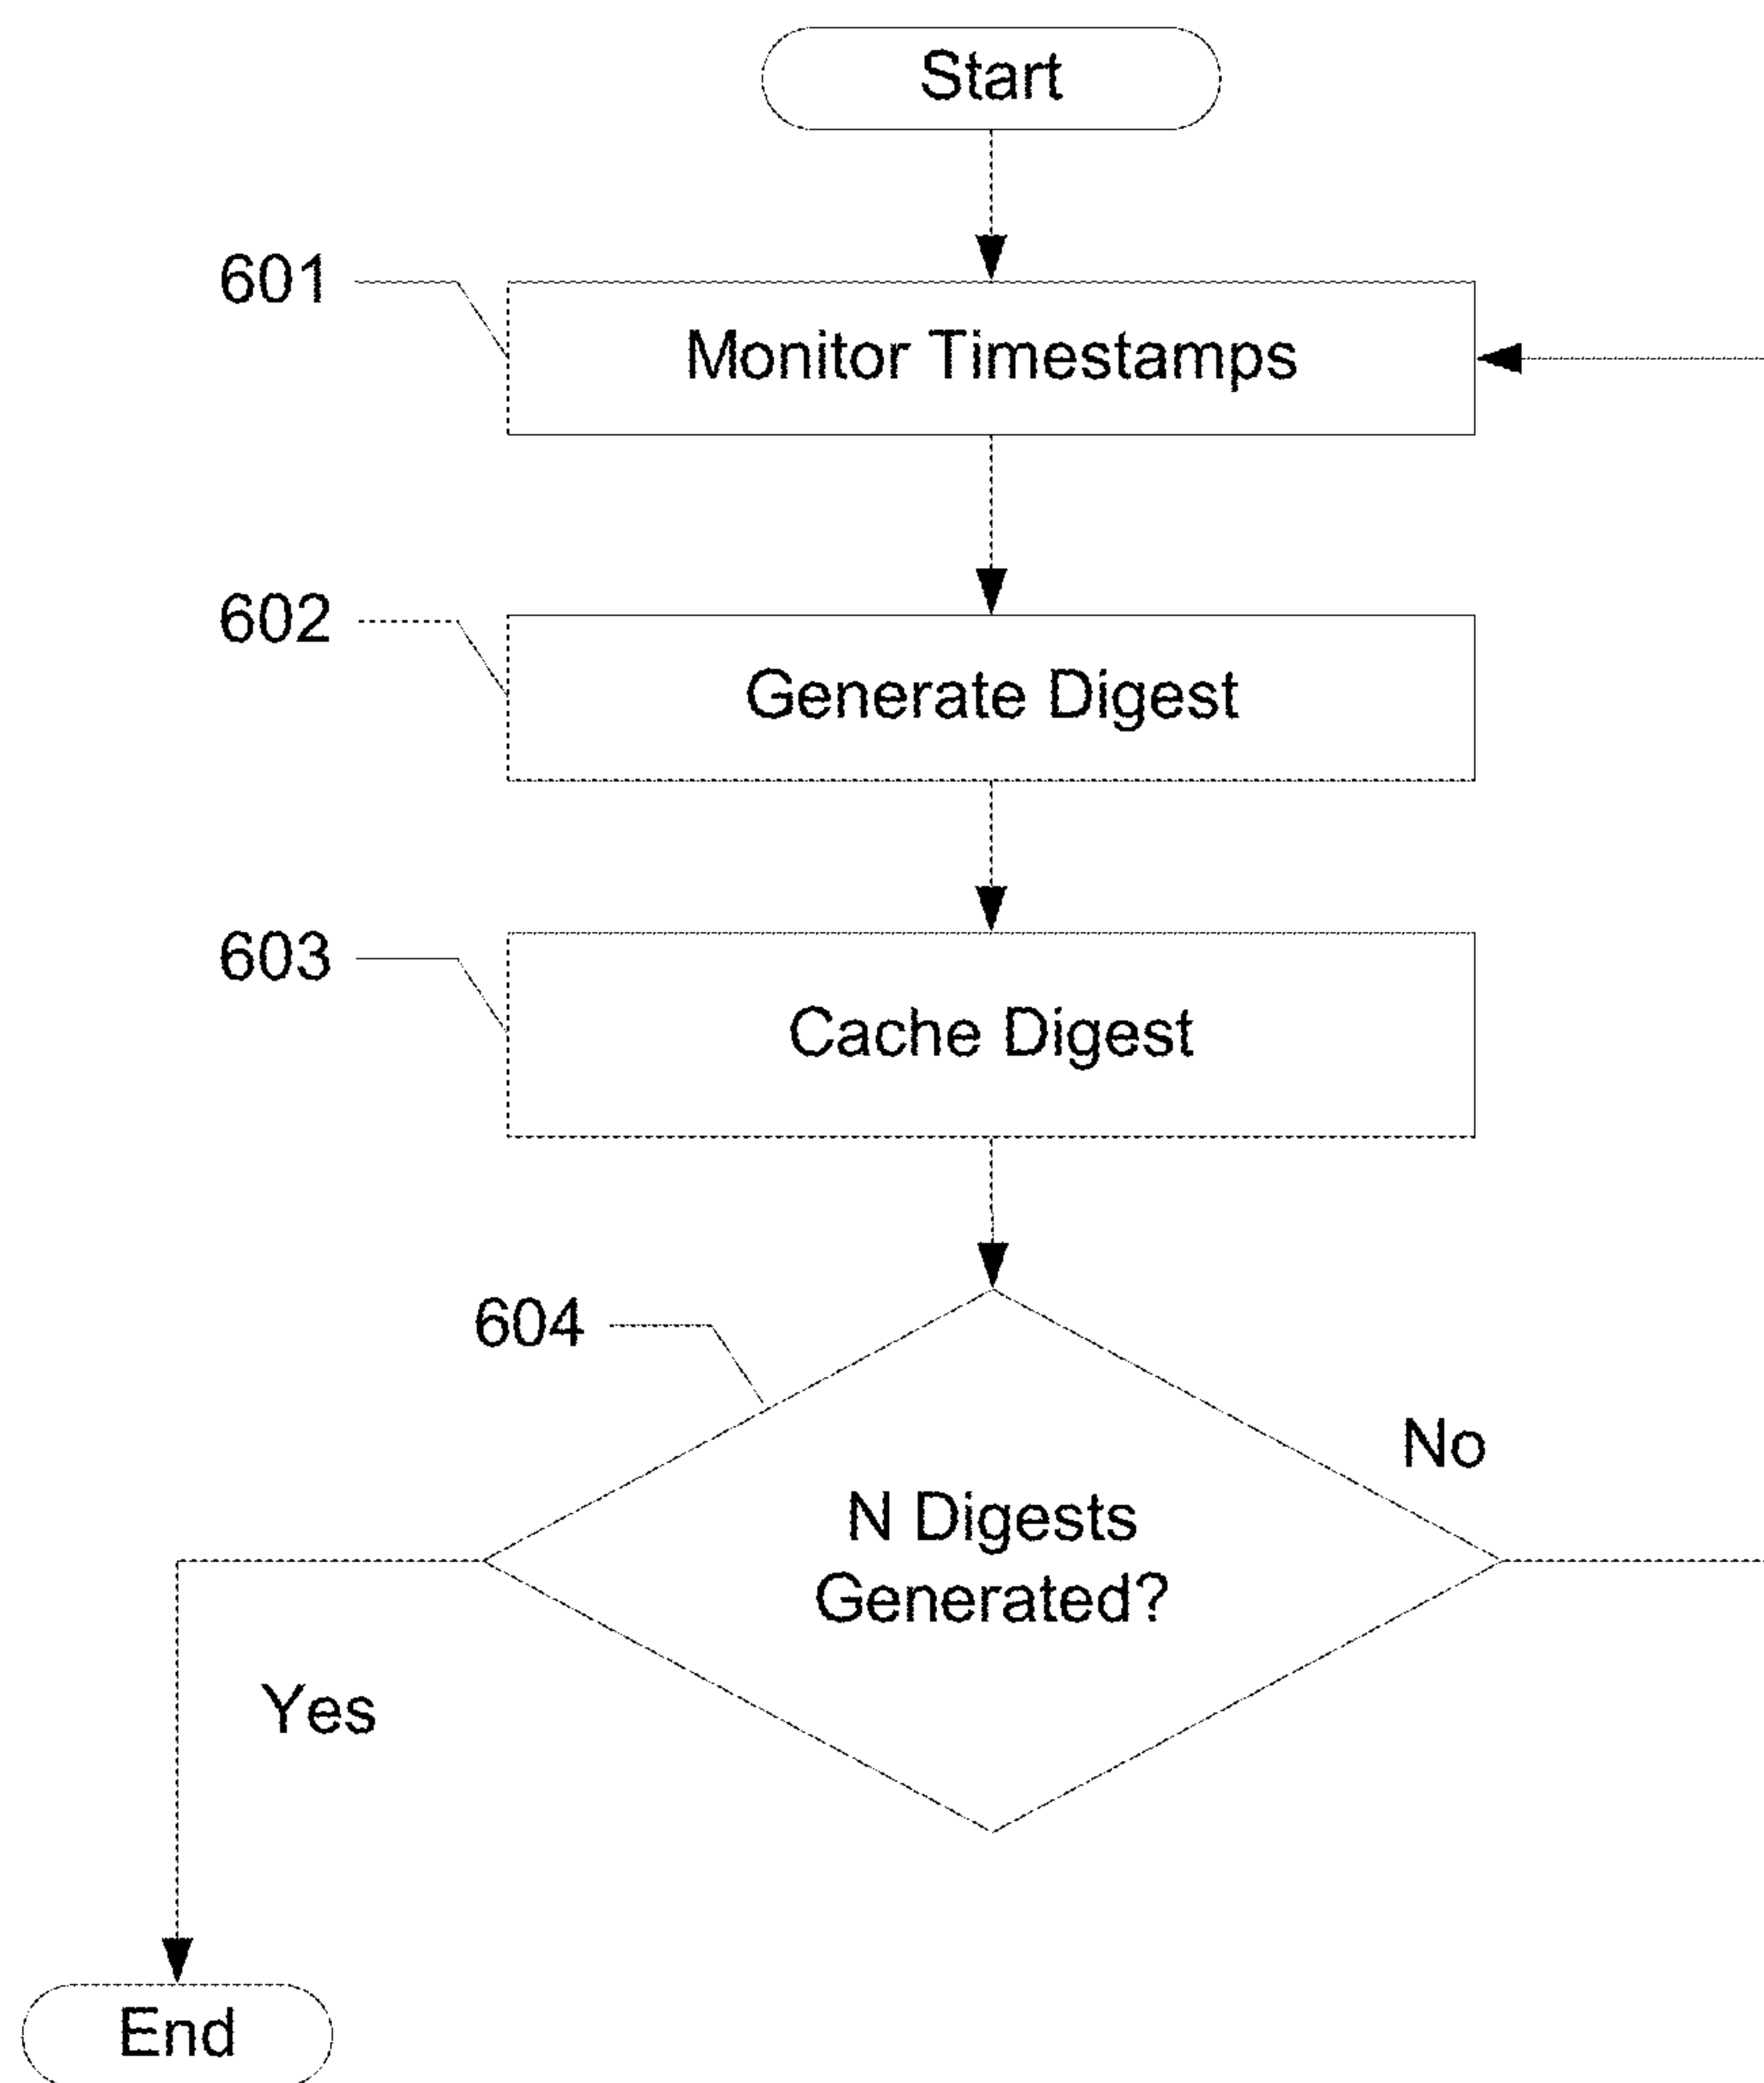 Start
601
Monitor Timestamps
602
Generate Digest
603
Cache Digest
604
No
N Digests
Generated?
Yes
End